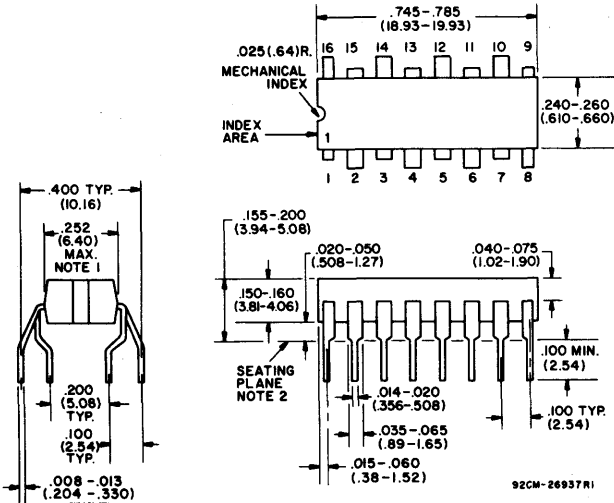 .745-.785
(18.93-19.93)
.025(.64)R.
16 15 14 13 12 11 10 9
MECHANICAL
INDEX
INDEX
AREA
1
.240-.260
(.610-.660)
1 2 3 4 5 6 7 8
.400 TYP.
(10.16)
.252
(6.40)
MAX.
NOTE 1
.155-.200
(3.94-5.08)
.020-.050
(.508-1.27)
.040-.075
(1.02-1.90)
.150-.160
(3.81-4.06)
SEATING
PLANE
NOTE 2
.100 MIN.
(2.54)
.200
(5.08)
TYP.
.014-.020
(.356-.508)
.100 TYP.
(2.54)
.100
(2.54)
TYP.
.035-.065
(.89-1.65)
.015-.060
(.38-1.52)
.008-.013
(.204-.330)
92CM-26937R1